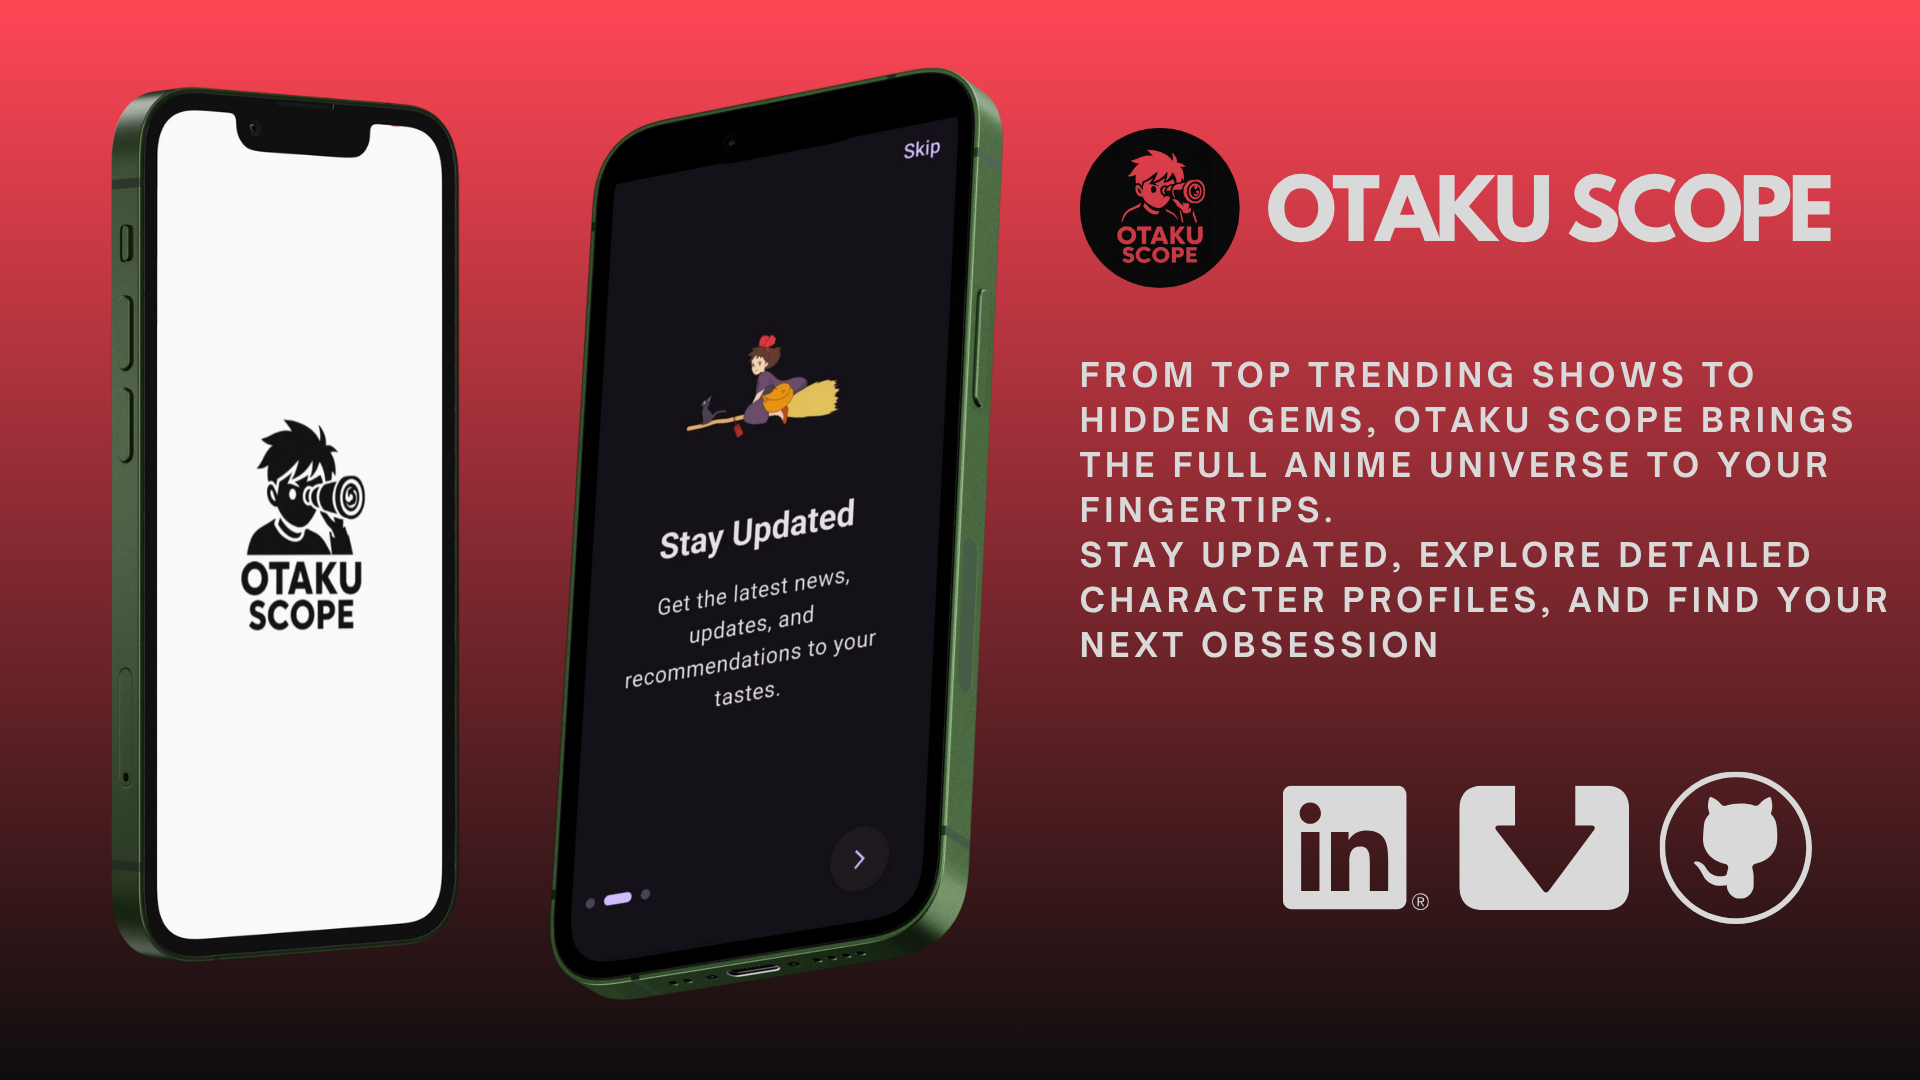 OTAKU
SCOPE
Skip
Stay Updated
Get the latest news,
updates, and
recommendations to your
tastes.
OTAKU
SCOPE
OTAKU SCOPE
FROM TOP TRENDING SHOWS TO
HIDDEN GEMS, OTAKU SCOPE BRINGS
THE FULL ANIME UNIVERSE TO YOUR
FINGERTIPS.
STAY UPDATED, EXPLORE DETAILED
CHARACTER PROFILES, AND FIND YOUR
NEXT OBSESSION
in ®